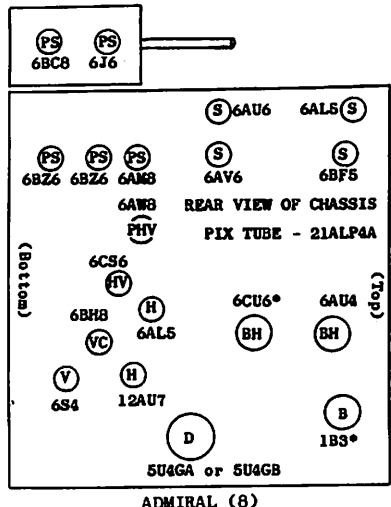 PS PS
6BC8 6J6
S 6AU6 6AL5 S
PS PS PS S S
6BZ6 6BZ6 6AM8 6AV6 6BF5
6AW8 REAR VIEW OF CHASSIS
PHV PIX TUBE - 21ALP4A
(Bottom)
(Top)
6CS6
HV
6CU6* 6AU4
6BH8 H
6AL5
BH BH
VC
V H
6S4 12AU7
B
1B3*
D
5U4GA or 5U4GB
ADMIRAL (8)